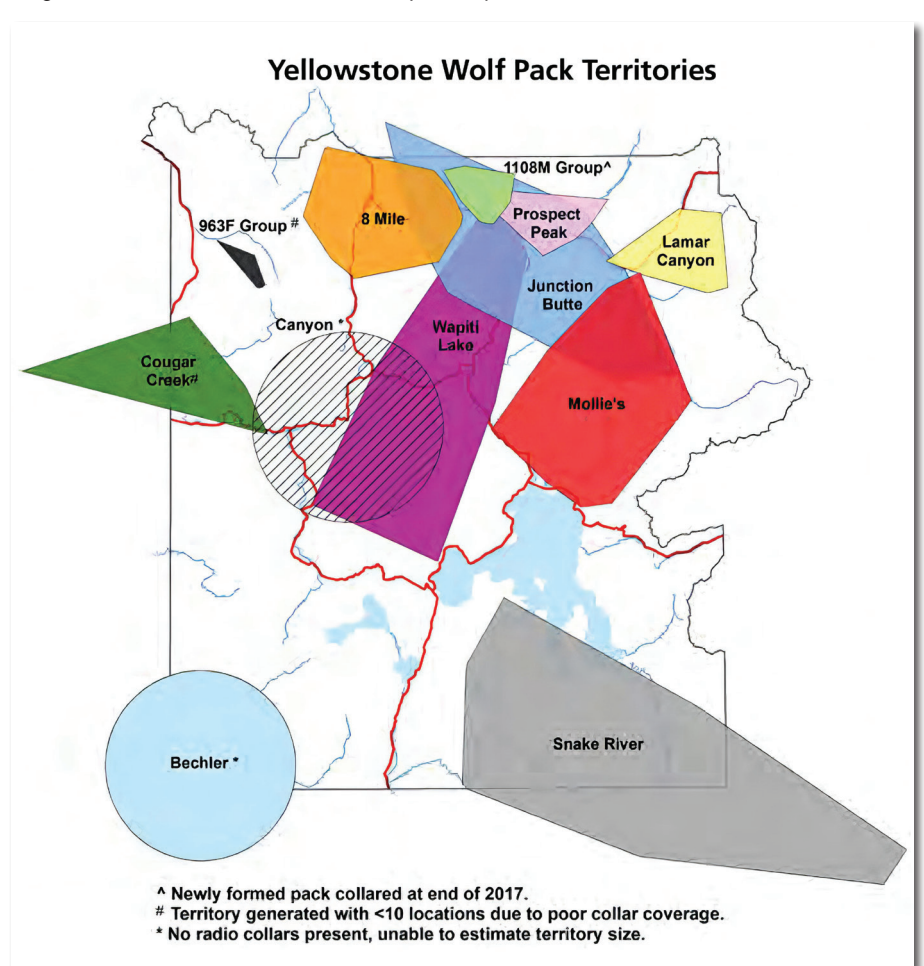 Yellowstone Wolf Pack Territories
1108M Group^
8 Mile
Prospect
Peak
963F Group #
Lamar
Canyon
Junction
Butte
Canyon *
Wapiti
Lake
Cougar
Creek#
Mollie's
Snake River
Bechler *
^ Newly formed pack collared at end of 2017.
# Territory generated with <10 locations due to poor collar coverage.
* No radio collars present, unable to estimate territory size.